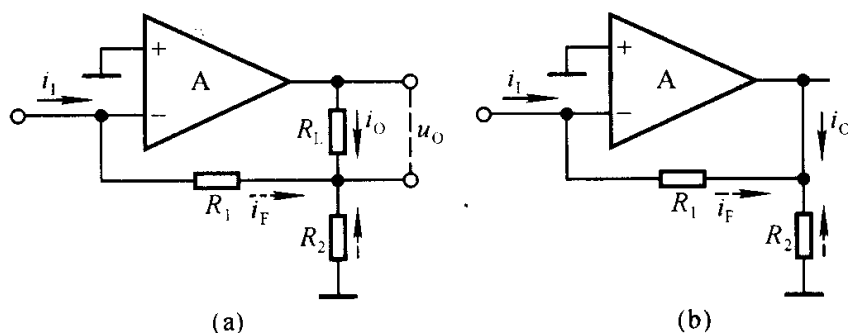 +
A
−
i_I
R_L
i_O
u_O
R_1
i_F
R_2
(a)
+
A
−
i_I
i_O
R_1
i_F
R_2
(b)